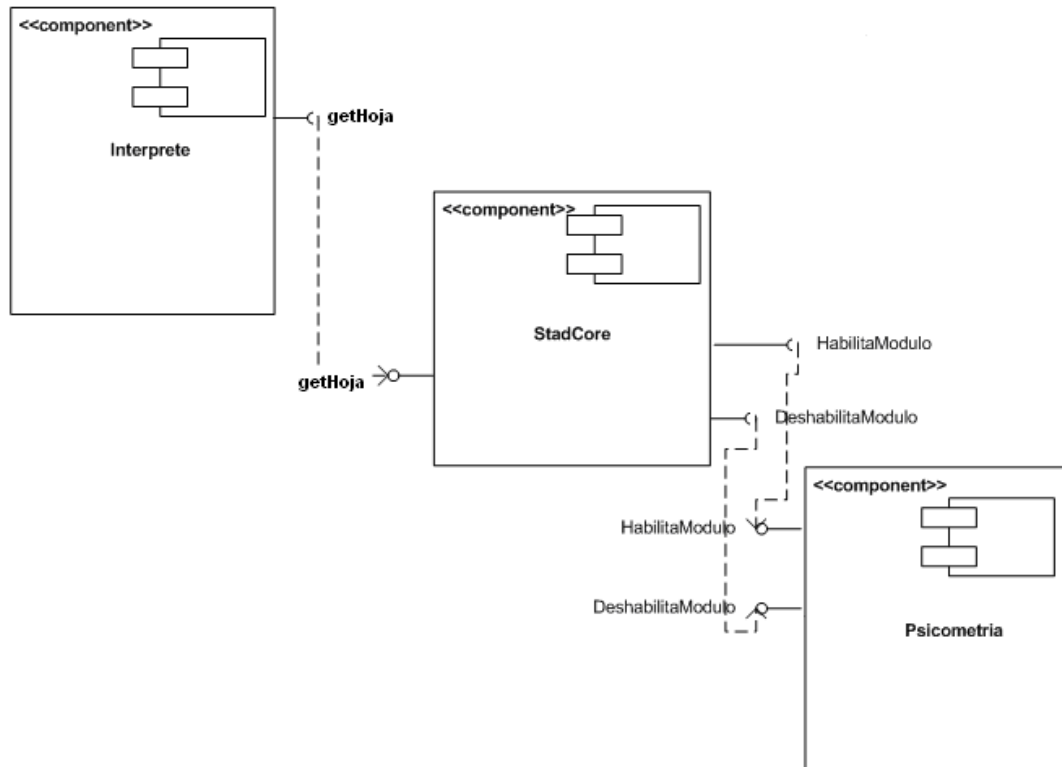 <<component>>
Interprete
getHoja
<<component>>
StadCore
getHoja
HabilitaModulo
DeshabilitaModulo
<<component>>
HabilitaModulo
DeshabilitaModulo
Psicometria